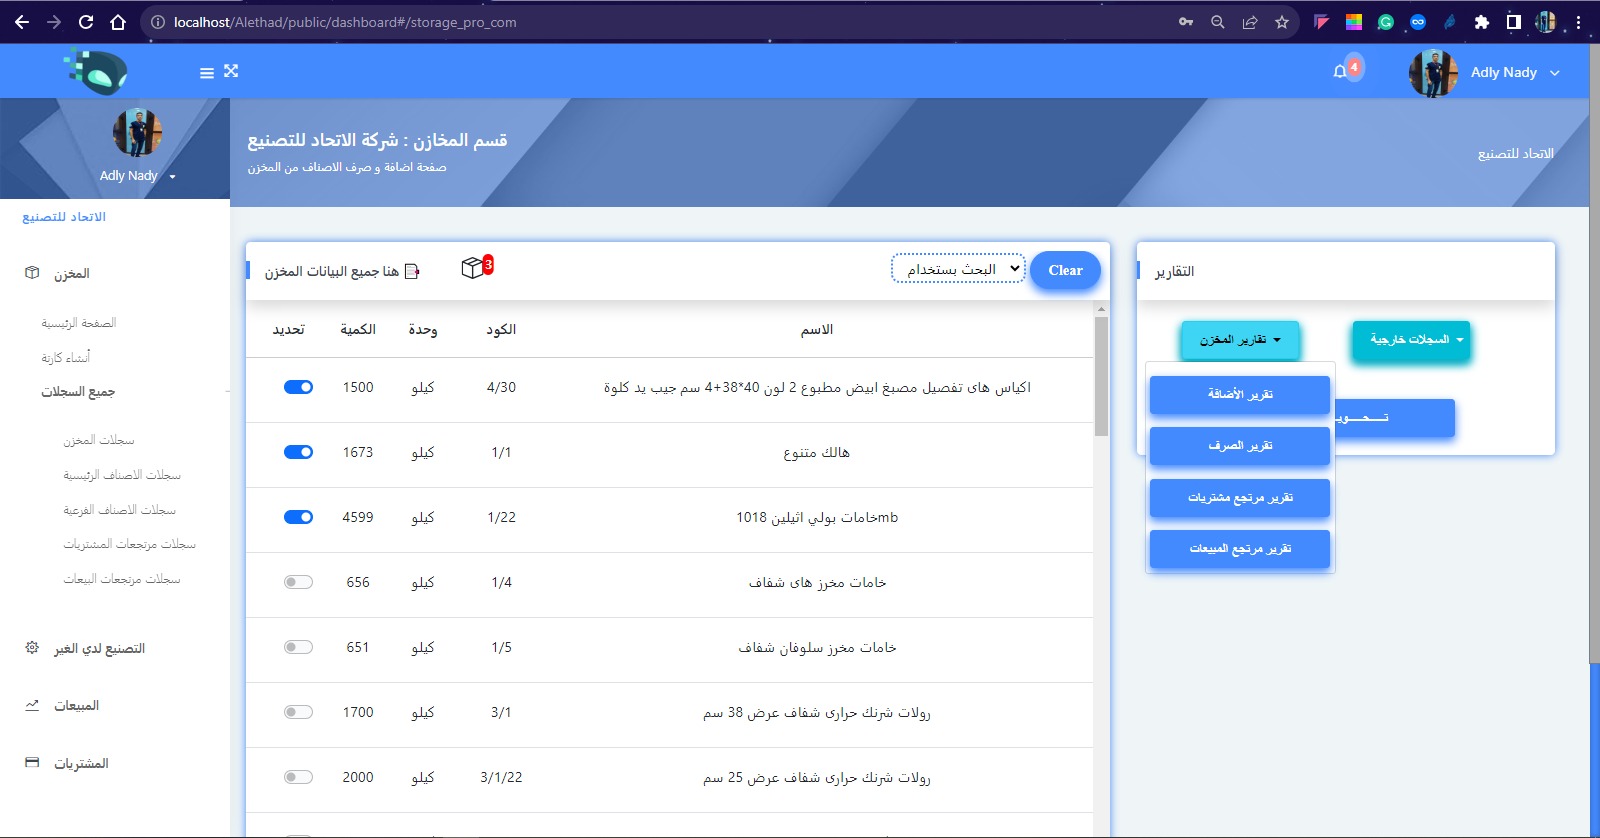 localhost/Alethad/public/dashboard#/storage_pro_com
4
Adly Nady
Adly Nady
قسم المخازن : شركة الاتحاد للتصنيع
صفحة اضافة و صرف الاصناف من المخزن
الاتحاد للتصنيع
الاتحاد للتصنيع
المخزن
الصفحة الرئيسية
أنشاء كارتة
جميع السجلات
سجلات المخزن
سجلات الاصناف الرئيسية
سجلات الاصناف الفرعية
سجلات مرتجعات المشتريات
سجلات مرتجعات البيعات
التصنيع لدي الغير
المبيعات
المشتريات
هنا جميع البيانات المخزن
3
البحث بستخدام
Clear
تحديد الكمية وحدة الكود الاسم
1500 كيلو 4/30 اكياس هاى تفصيل مصبغ ابيض مطبوع 2 لون 40*38+4 سم جيب يد كلوة
1673 كيلو 1/1 هالك متنوع
4599 كيلو 1/22 خامات بولي اثيلين 1018mb
656 كيلو 1/4 خامات مخرز هاى شفاف
651 كيلو 1/5 خامات مخرز سلوفان شفاف
1700 كيلو 3/1 رولات شرنك حرارى شفاف عرض 38 سم
2000 كيلو 3/1/22 رولات شرنك حرارى شفاف عرض 25 سم
التقارير
تقارير المخزن
السجلات خارجية
تقرير الأضافة
تقرير الصرف
تقرير مرتجع مشتريات
تقرير مرتجع المبيعات